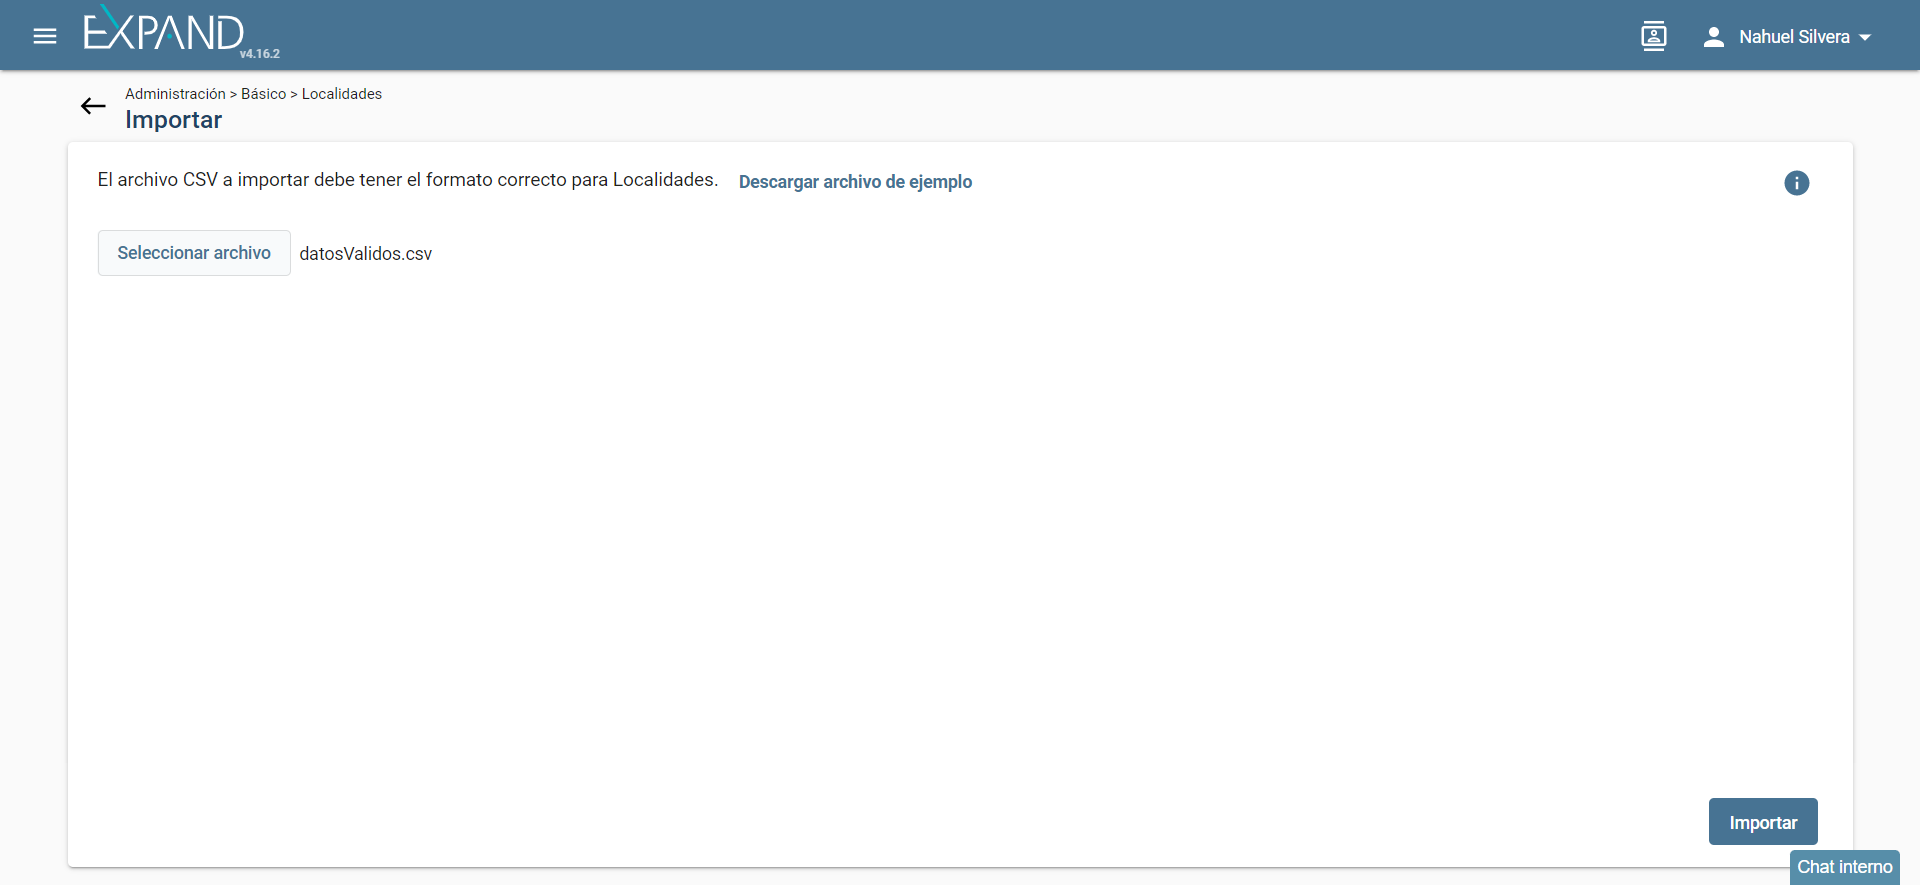 EXPAND
v4.16.2
Nahuel Silvera
Administración > Básico > Localidades
Importar
El archivo CSV a importar debe tener el formato correcto para Localidades. Descargar archivo de ejemplo
Seleccionar archivo datosValidos.csv
Importar
Chat interno